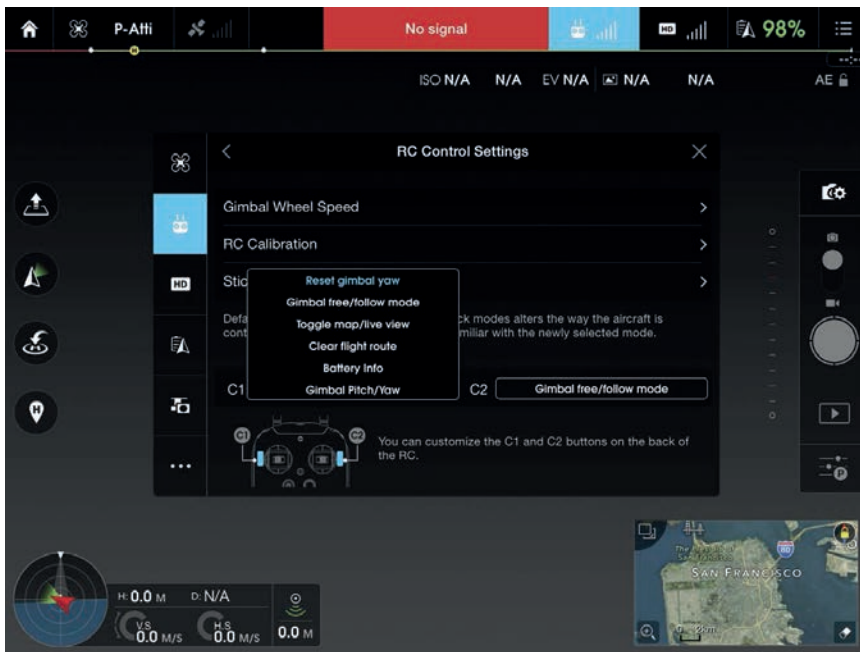 P-Atti No signal HD 98%
H
ISO N/A N/A EV N/A N/A N/A AE
RC Control Settings
Gimbal Wheel Speed
RC Calibration
HD Stic
Reset gimbal yaw
Gimbal free/follow mode
Toggle map/live view
Clear flight route
Battery Info
Gimbal Pitch/Yaw
Defa ck modes alters the way the aircraft is
cont miliar with the newly selected mode.
C1 C2 Gimbal free/follow mode
C1 C2
You can customize the C1 and C2 buttons on the back of
the RC.
H
P
80
SAN FRANCISCO
2km
H: 0.0 M D: N/A
V.S. 0.0 M/S H.S. 0.0 M/S 0.0 M